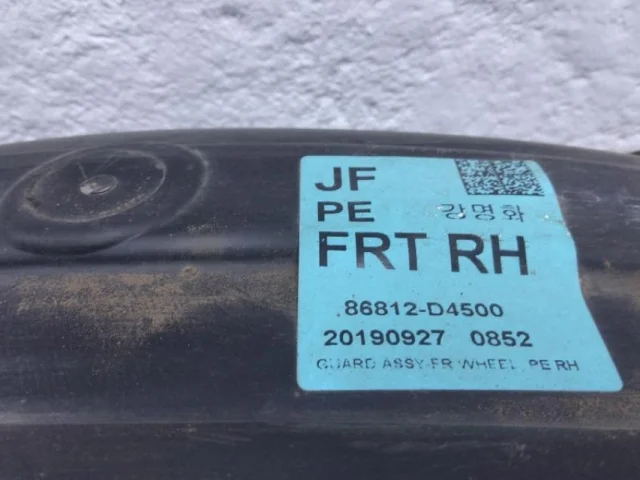 JF
PE 강명화
FRT RH
86812-D4500
20190927 0852
GUARD ASSY-FR WHEEL, PE RH